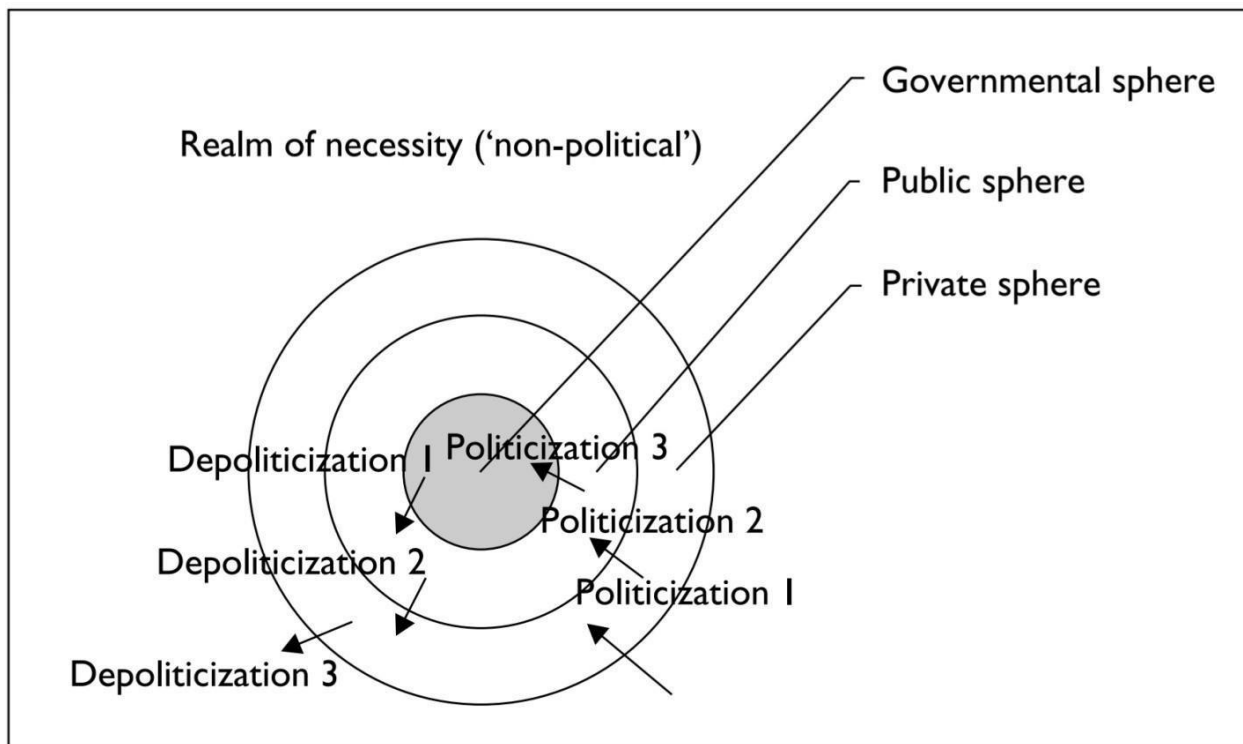 Governmental sphere
Realm of necessity (‘non-political’)
Public sphere
Private sphere
Depoliticization 1
Politicization 3
Politicization 2
Depoliticization 2
Politicization 1
Depoliticization 3